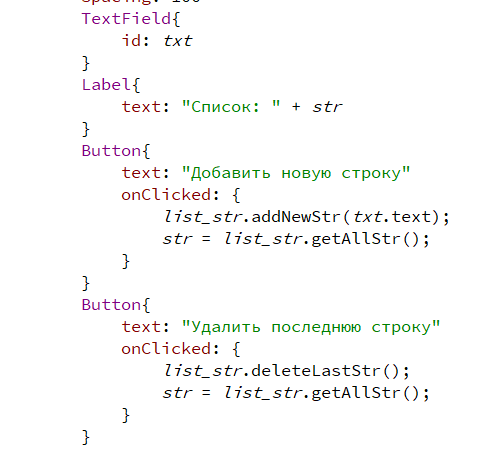 spacing: 100
TextField{
id: txt
}
Label{
text: "Список: " + str
}
Button{
text: "Добавить новую строку"
onClicked: {
list_str.addNewStr(txt.text);
str = list_str.getAllStr();
}
}
Button{
text: "Удалить последнюю строку"
onClicked: {
list_str.deleteLastStr();
str = list_str.getAllStr();
}
}